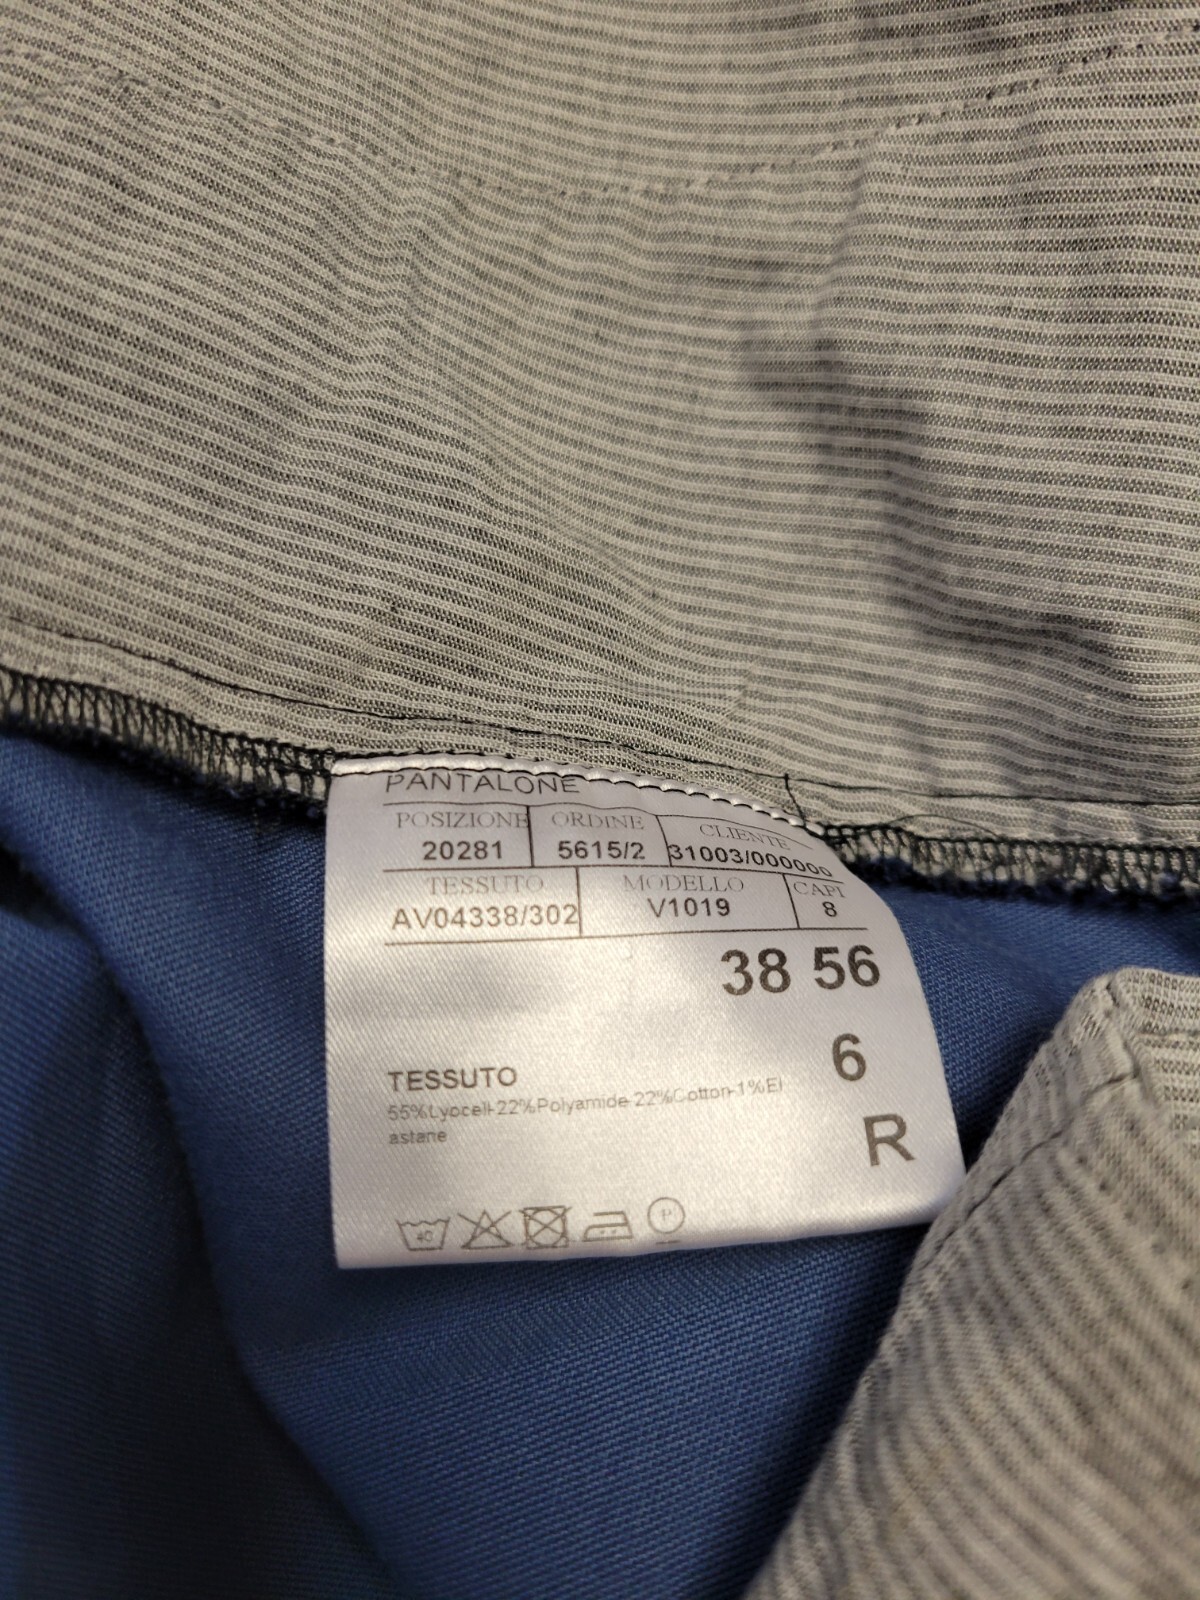 PANTALONE
POSIZIONE ORDINE CLIENTE
20281 5615/2 31003/000000
TESSUTO MODELLO CAPI
AV04338/302 V1019 8
38 56
6
TESSUTO
55%Lyocell-22%Polyamide-22%Cotton-1%El
astane
R
40 P